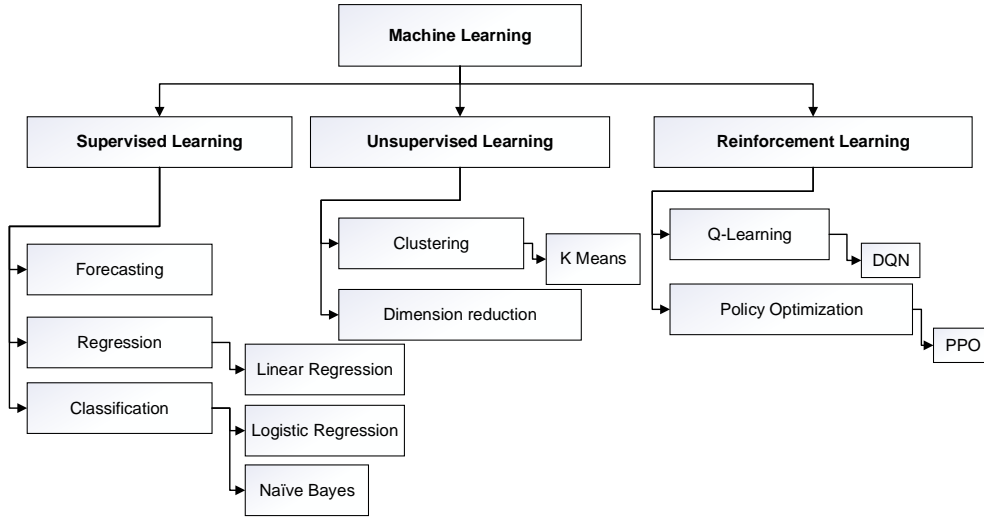 Machine Learning
Supervised Learning
Unsupervised Learning
Reinforcement Learning
Forecasting
Regression
Linear Regression
Classification
Logistic Regression
Naïve Bayes
Clustering
K Means
Dimension reduction
Q-Learning
DQN
Policy Optimization
PPO